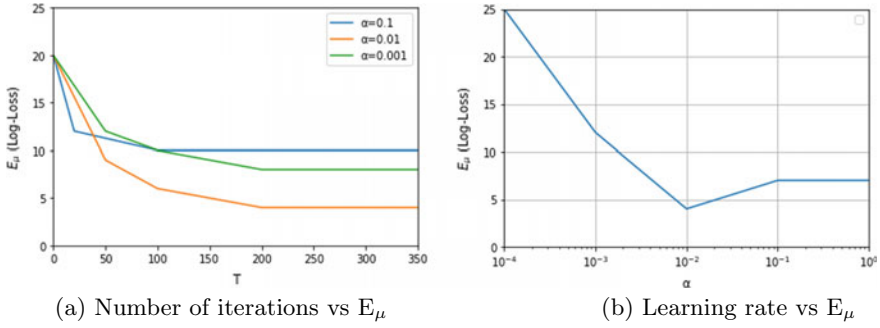 25
20
15
10
5
0
E_μ (Log-Loss)
α=0.1
α=0.01
α=0.001
0 50 100 150 200 250 300 350
T
(a) Number of iterations vs E_μ
25
20
15
10
5
0
E_μ (Log-Loss)
10⁻⁴ 10⁻³ 10⁻² 10⁻¹ 10⁰
α
(b) Learning rate vs E_μ